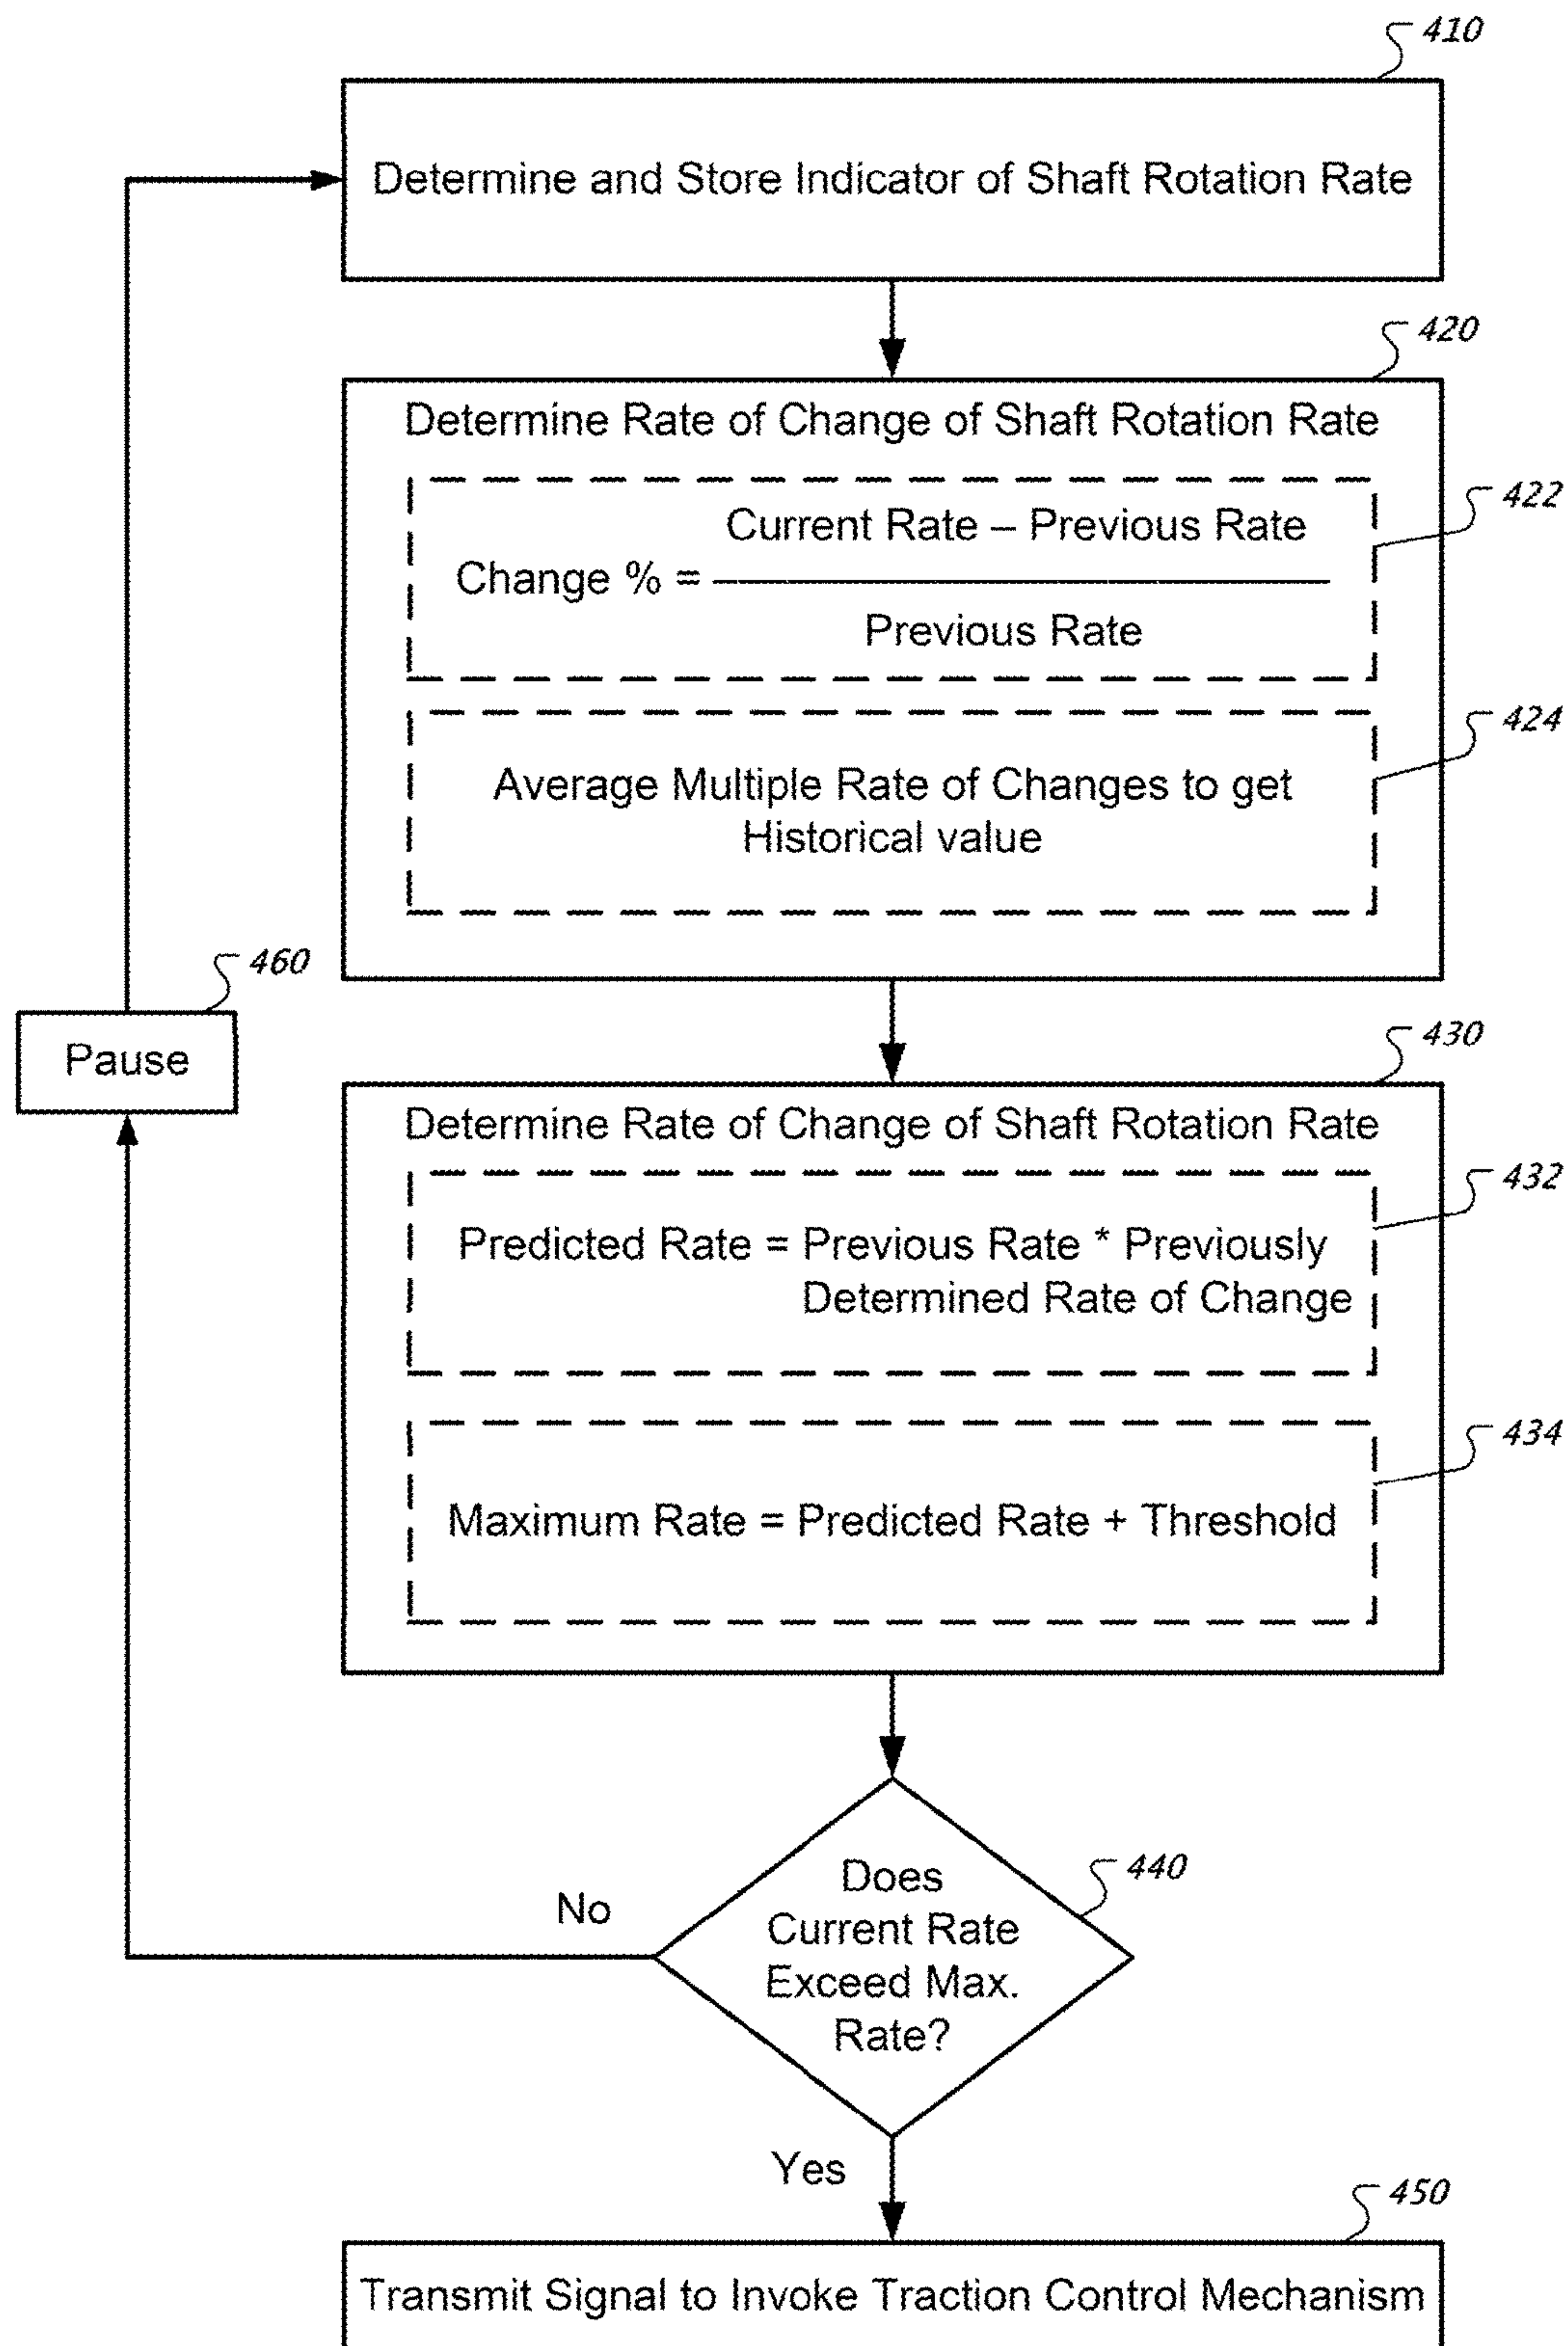 410
Determine and Store Indicator of Shaft Rotation Rate
420
Determine Rate of Change of Shaft Rotation Rate
422
Current Rate – Previous Rate
Change % =
Previous Rate
424
Average Multiple Rate of Changes to get
Historical value
460
Pause
430
Determine Rate of Change of Shaft Rotation Rate
432
Predicted Rate = Previous Rate * Previously
Determined Rate of Change
434
Maximum Rate = Predicted Rate + Threshold
440
Does
Current Rate
Exceed Max.
Rate?
No
Yes
450
Transmit Signal to Invoke Traction Control Mechanism